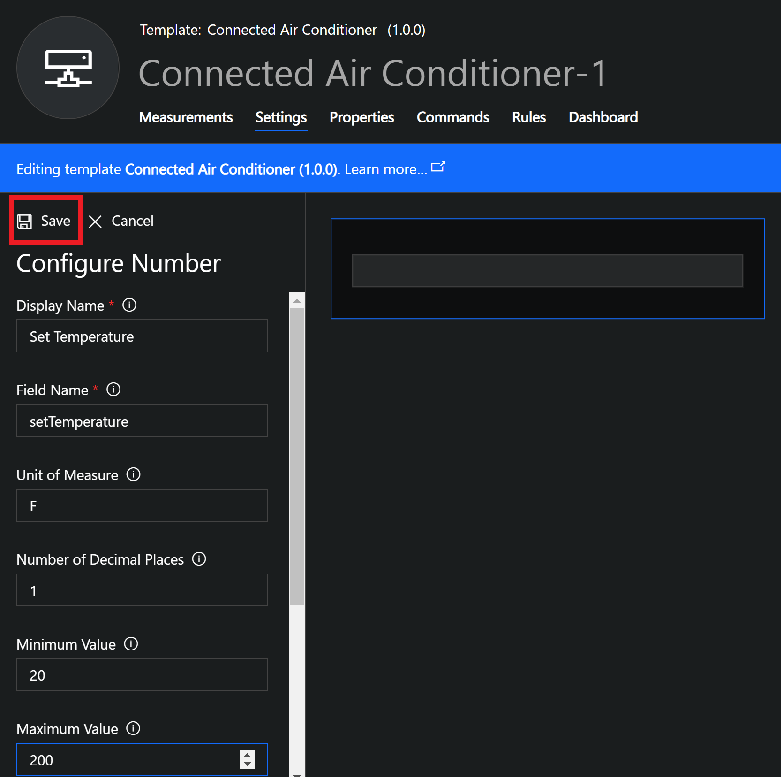 Template: Connected Air Conditioner (1.0.0)
Connected Air Conditioner-1
Measurements Settings Properties Commands Rules Dashboard
Editing template Connected Air Conditioner (1.0.0). Learn more...
Save Cancel
Configure Number
Display Name *
Set Temperature
Field Name *
setTemperature
Unit of Measure
F
Number of Decimal Places
1
Minimum Value
20
Maximum Value
200